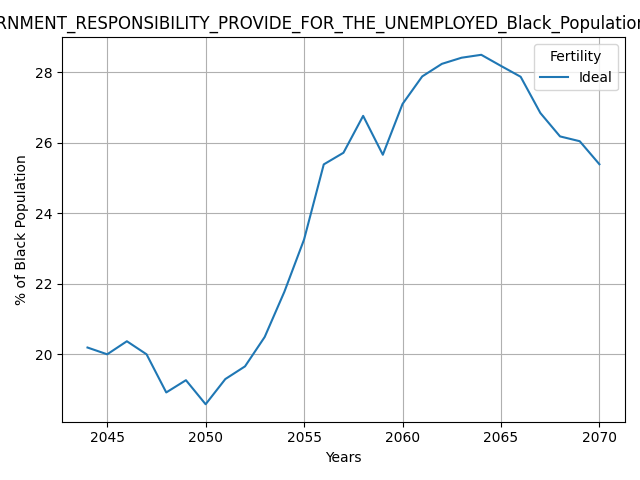 RNMENT_RESPONSIBILITY_PROVIDE_FOR_THE_UNEMPLOYED_Black_Population
Fertility
Ideal
28
26
24
22
20
% of Black Population
2045 2050 2055 2060 2065 2070
Years